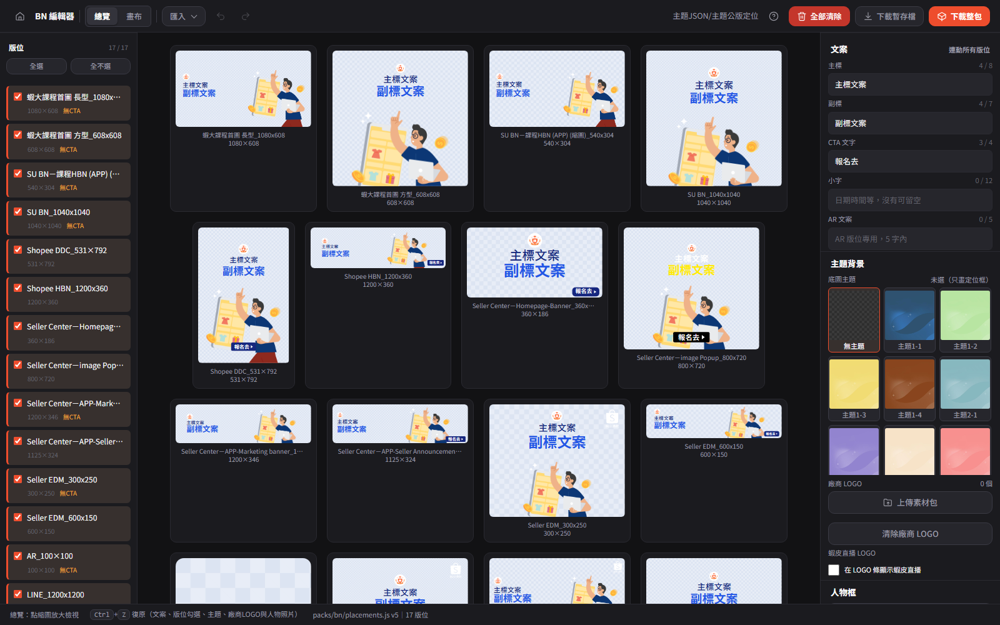 BN 編輯器
總覽
畫布
匯入
主題JSON/主題公版定位
全部清除
下載暫存檔
下載整包
版位
17 / 17
全選
全不選
蝦大課程首圖 長型_1080x⋯
1080×608 無CTA
蝦大課程首圖 方型_608x608
608×608 無CTA
SU BN－課程HBN (APP) (⋯
540×304 無CTA
SU BN_1040x1040
1040×1040 無CTA
Shopee DDC_531×792
531×792
Shopee HBN_1200x360
1200×360
Seller Center－Homepag⋯
360×186
Seller Center－image Pop⋯
800×720
Seller Center－APP-Mark⋯
1200×346 無CTA
Seller Center－APP-Seller⋯
1125×324
Seller EDM_300x250
300×250 無CTA
Seller EDM_600x150
600×150
AR_100×100
100×100 無CTA
LINE_1200x1200
主標文案
副標文案
蝦大課程首圖 長型_1080x608
1080×608
主標文案
副標文案
蝦大課程首圖 方型_608x608
608×608
主標文案
副標文案
SU BN－課程HBN (APP) (縮圖)_540x304
540×304
主標文案
副標文案
SU BN_1040x1040
1040×1040
主標文案
副標文案
報名去
Shopee DDC_531×792
531×792
主標文案
副標文案
報名去
Shopee HBN_1200x360
1200×360
主標文案
副標文案
報名去
Seller Center－Homepage-Banner_360x⋯
360×186
主標文案
副標文案
報名去
Seller Center－image Popup_800x720
800×720
主標文案
副標文案
Seller Center－APP-Marketing banner_1⋯
1200×346
主標文案
副標文案
報名去
Seller Center－APP-Seller Announcemen⋯
1125×324
主標文案
副標文案
Seller EDM_300x250
300×250
主標文案
副標文案
報名去
Seller EDM_600x150
600×150
主標文案
副標文案
主標文案
副標文案
主標文案
副標文案
文案
連動所有版位
主標
4 / 8
主標文案
副標
4 / 7
副標文案
CTA 文字
3 / 4
報名去
小字
0 / 12
日期時間等，沒有可留空
AR 文案
0 / 5
AR 版位專用，5 字內
主題背景
底圖主題
未選（只畫定位框）
無主題
主題1-1
主題1-2
主題1-3
主題1-4
主題2-1
廠商 LOGO
0 個
上傳素材包
清除廠商 LOGO
蝦皮直播 LOGO
在 LOGO 條顯示蝦皮直播
人物框
總覽：點縮圖放大檢視
Ctrl+Z 復原（文案、版位勾選、主題、廠商LOGO與人物照片）
packs/bn/placements.js v5｜17 版位